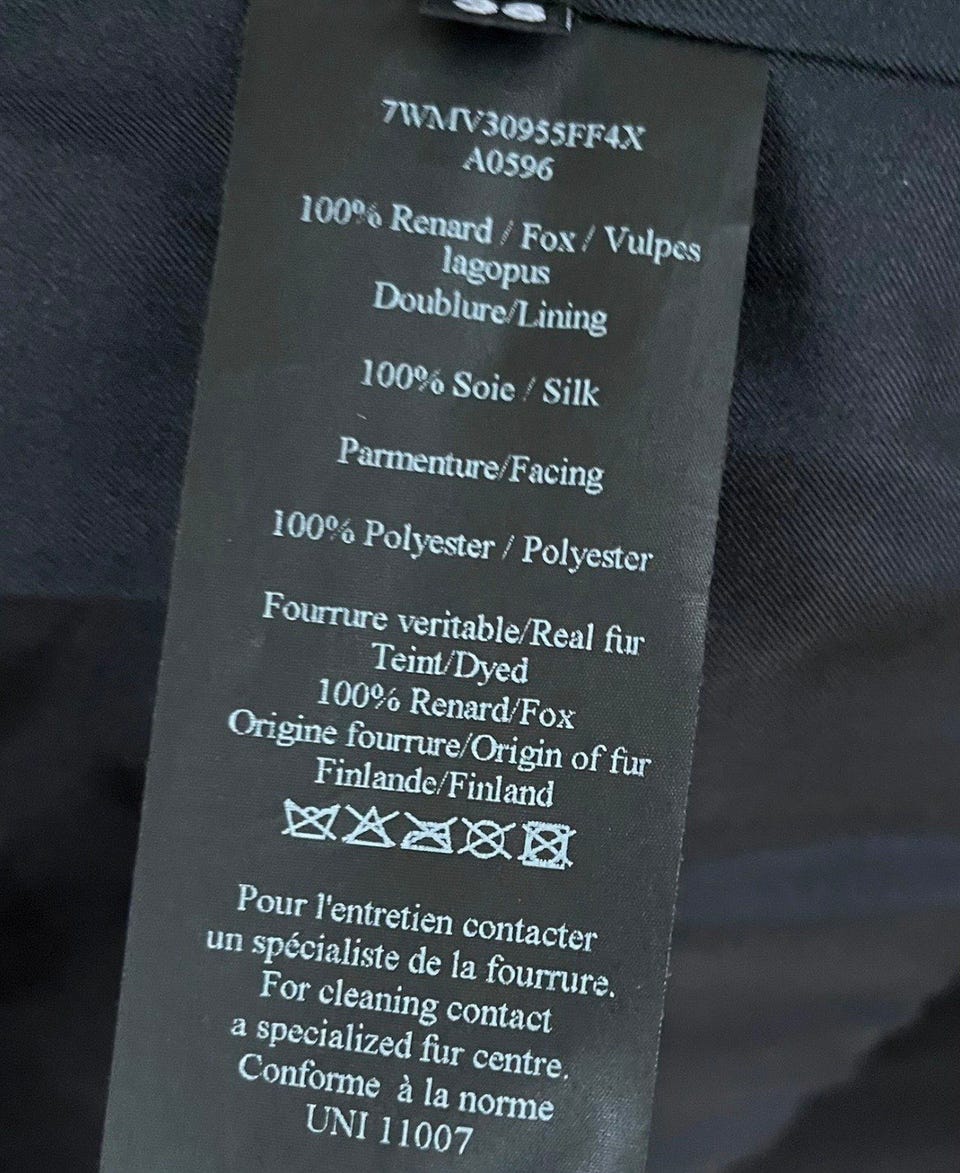 7WMV30955FF4X
A0596
100% Renard / Fox / Vulpes
lagopus
Doublure/Lining
100% Soie / Silk
Parmenture/Facing
100% Polyester / Polyester
Fourrure veritable/Real fur
Teint/Dyed
100% Renard/Fox
Origine fourrure/Origin of fur
Finlande/Finland
Pour l'entretien contacter
un spécialiste de la fourrure.
For cleaning contact
a specialized fur centre.
Conforme à la norme
UNI 11007